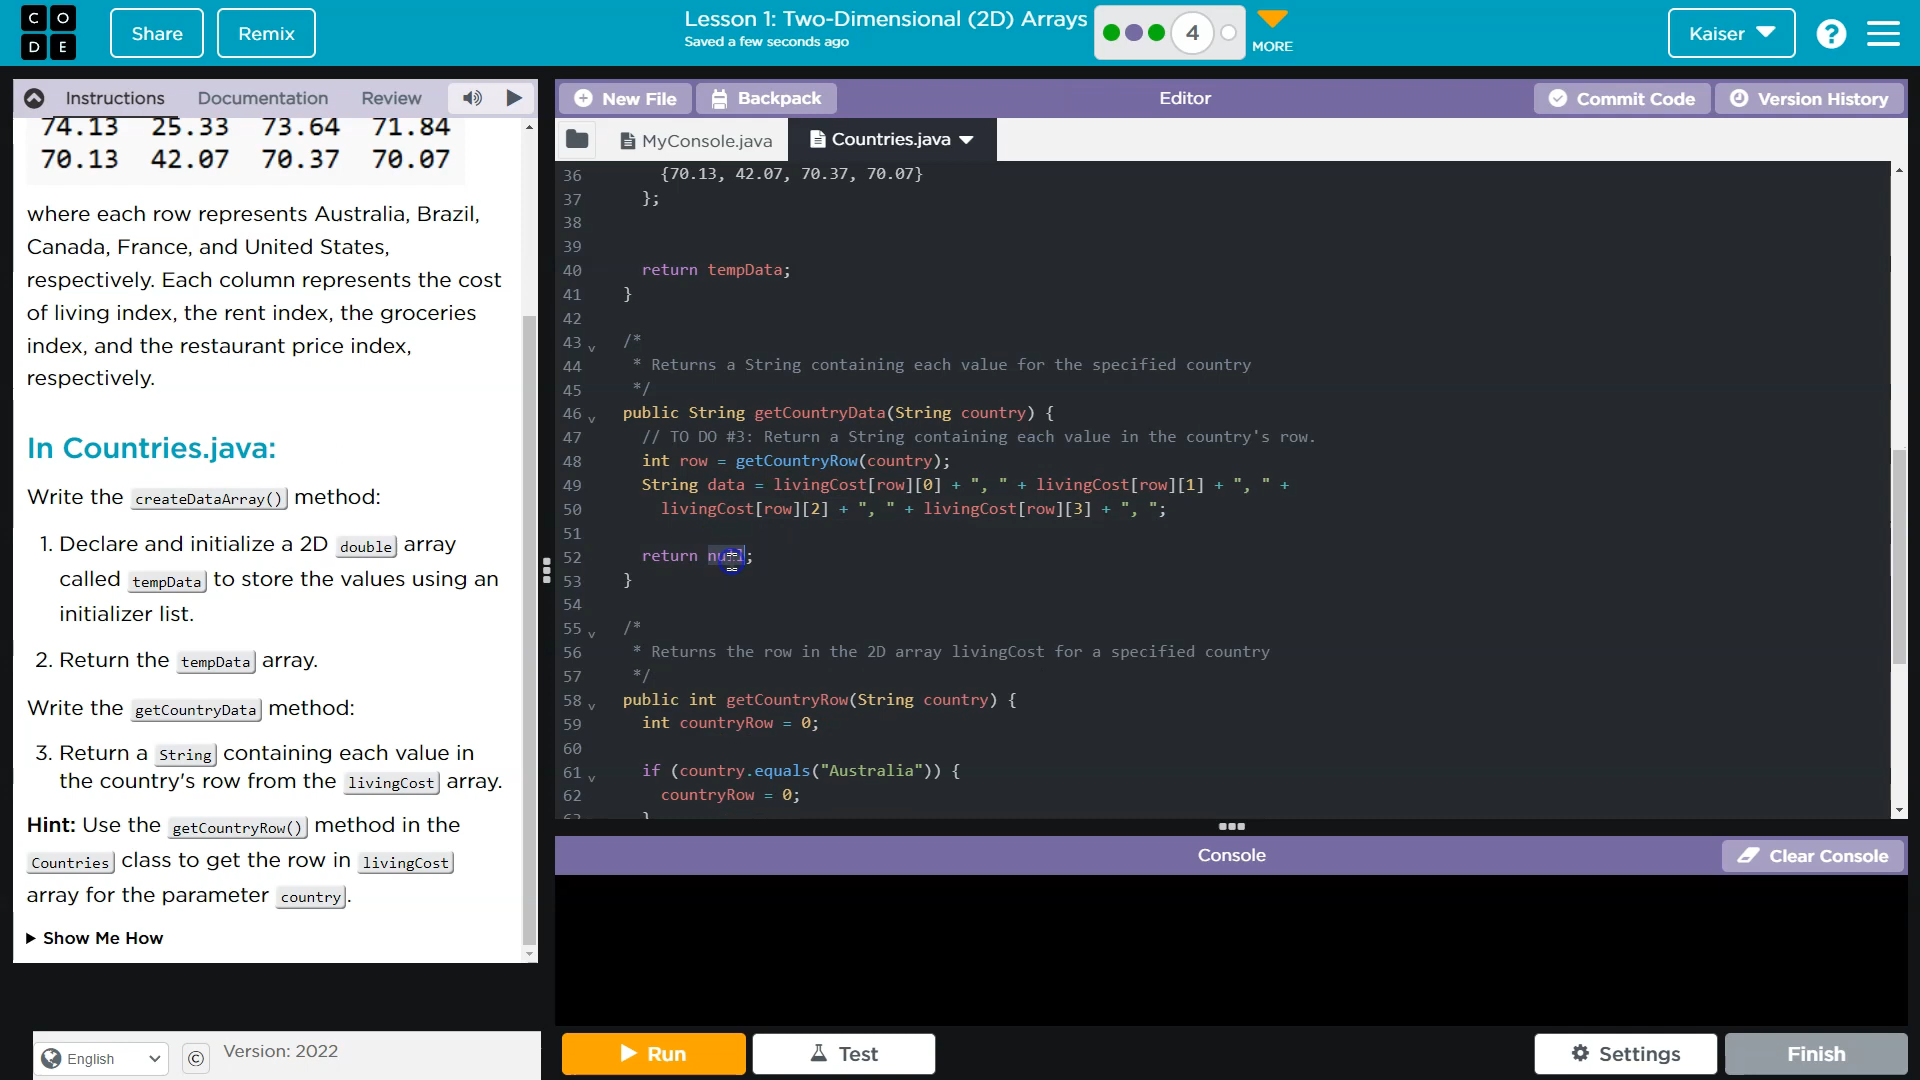 CODE
Share
Remix
Lesson 1: Two-Dimensional (2D) Arrays
Saved a few seconds ago
4
MORE
Kaiser
?
Instructions
Documentation
Review
New File
Backpack
Editor
Commit Code
Version History
MyConsole.java
Countries.java
74.13 25.33 73.64 71.84
70.13 42.07 70.37 70.07
where each row represents Australia, Brazil,
Canada, France, and United States,
respectively. Each column represents the cost
of living index, the rent index, the groceries
index, and the restaurant price index,
respectively.
In Countries.java:
Write the createDataArray() method:
1. Declare and initialize a 2D double array
called tempData to store the values using an
initializer list.
2. Return the tempData array.
Write the getCountryData method:
3. Return a String containing each value in
the country's row from the livingCost array.
Hint: Use the getCountryRow() method in the
Countries class to get the row in livingCost
array for the parameter country.
Show Me How
36 {70.13, 42.07, 70.37, 70.07}
37 };
38
39
40 return tempData;
41 }
42
43 /*
44 * Returns a String containing each value for the specified country
45 */
46 public String getCountryData(String country) {
47 // TO DO #3: Return a String containing each value in the country's row.
48 int row = getCountryRow(country);
49 String data = livingCost[row][0] + ", " + livingCost[row][1] + ", " +
50 livingCost[row][2] + ", " + livingCost[row][3] + ", ";
51
52 return null;
53 }
54
55 /*
56 * Returns the row in the 2D array livingCost for a specified country
57 */
58 public int getCountryRow(String country) {
59 int countryRow = 0;
60
61 if (country.equals("Australia")) {
62 countryRow = 0;
63 }
Console
Clear Console
English
©
Version: 2022
Run
Test
Settings
Finish